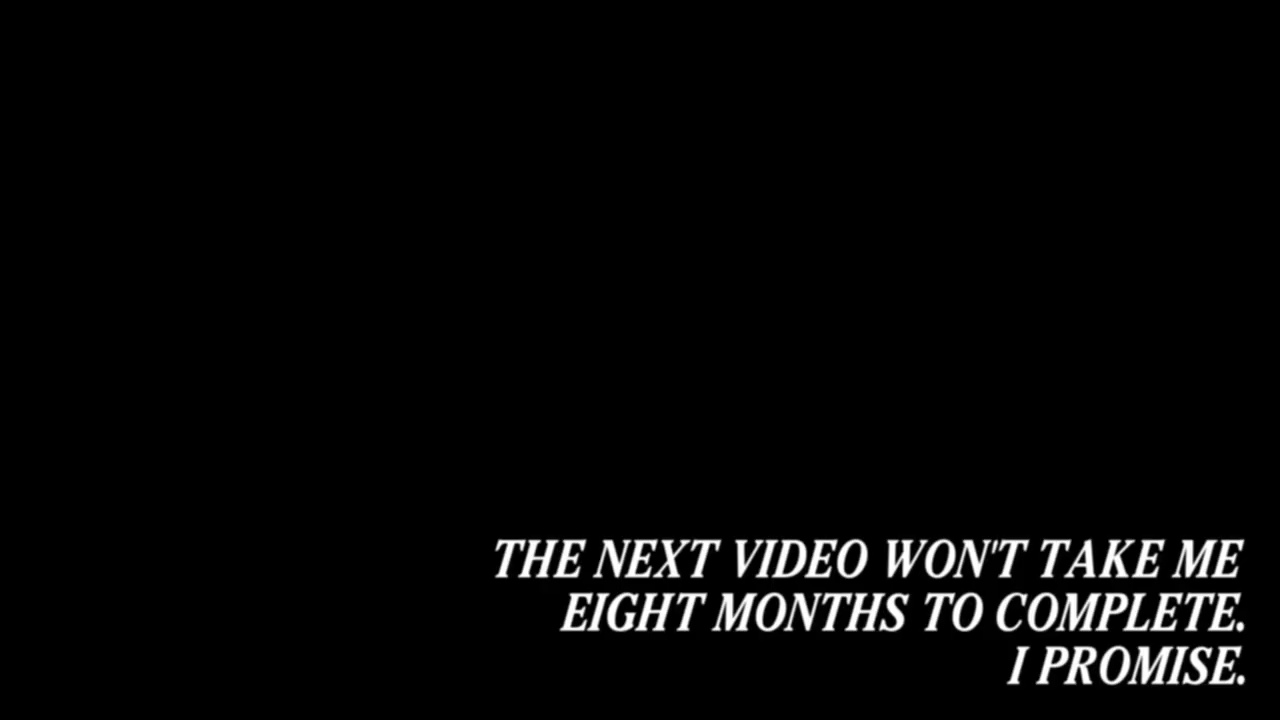 THE NEXT VIDEO WON'T TAKE ME
EIGHT MONTHS TO COMPLETE.
I PROMISE.